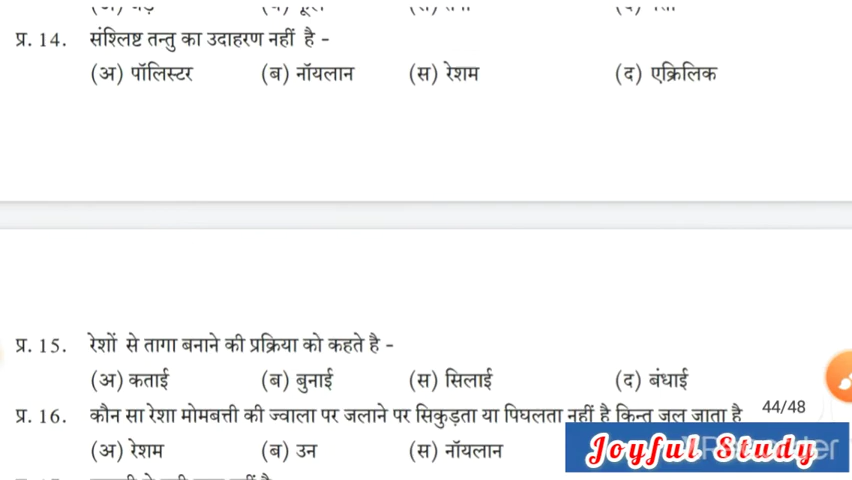 प्र. 14. संश्लिष्ट तन्तु का उदाहरण नहीं है -
(अ) पॉलिस्टर (ब) नॉयलान (स) रेशम (द) एक्रिलिक
प्र. 15. रेशों से तागा बनाने की प्रक्रिया को कहते है -
(अ) कताई (ब) बुनाई (स) सिलाई (द) बंधाई
प्र. 16. कौन सा रेशा मोमबत्ती की ज्वाला पर जलाने पर सिकुड़ता या पिघलता नहीं है किन्तु जल जाता है
44/48
(अ) रेशम (ब) उन (स) नॉयलान
Joyful Study